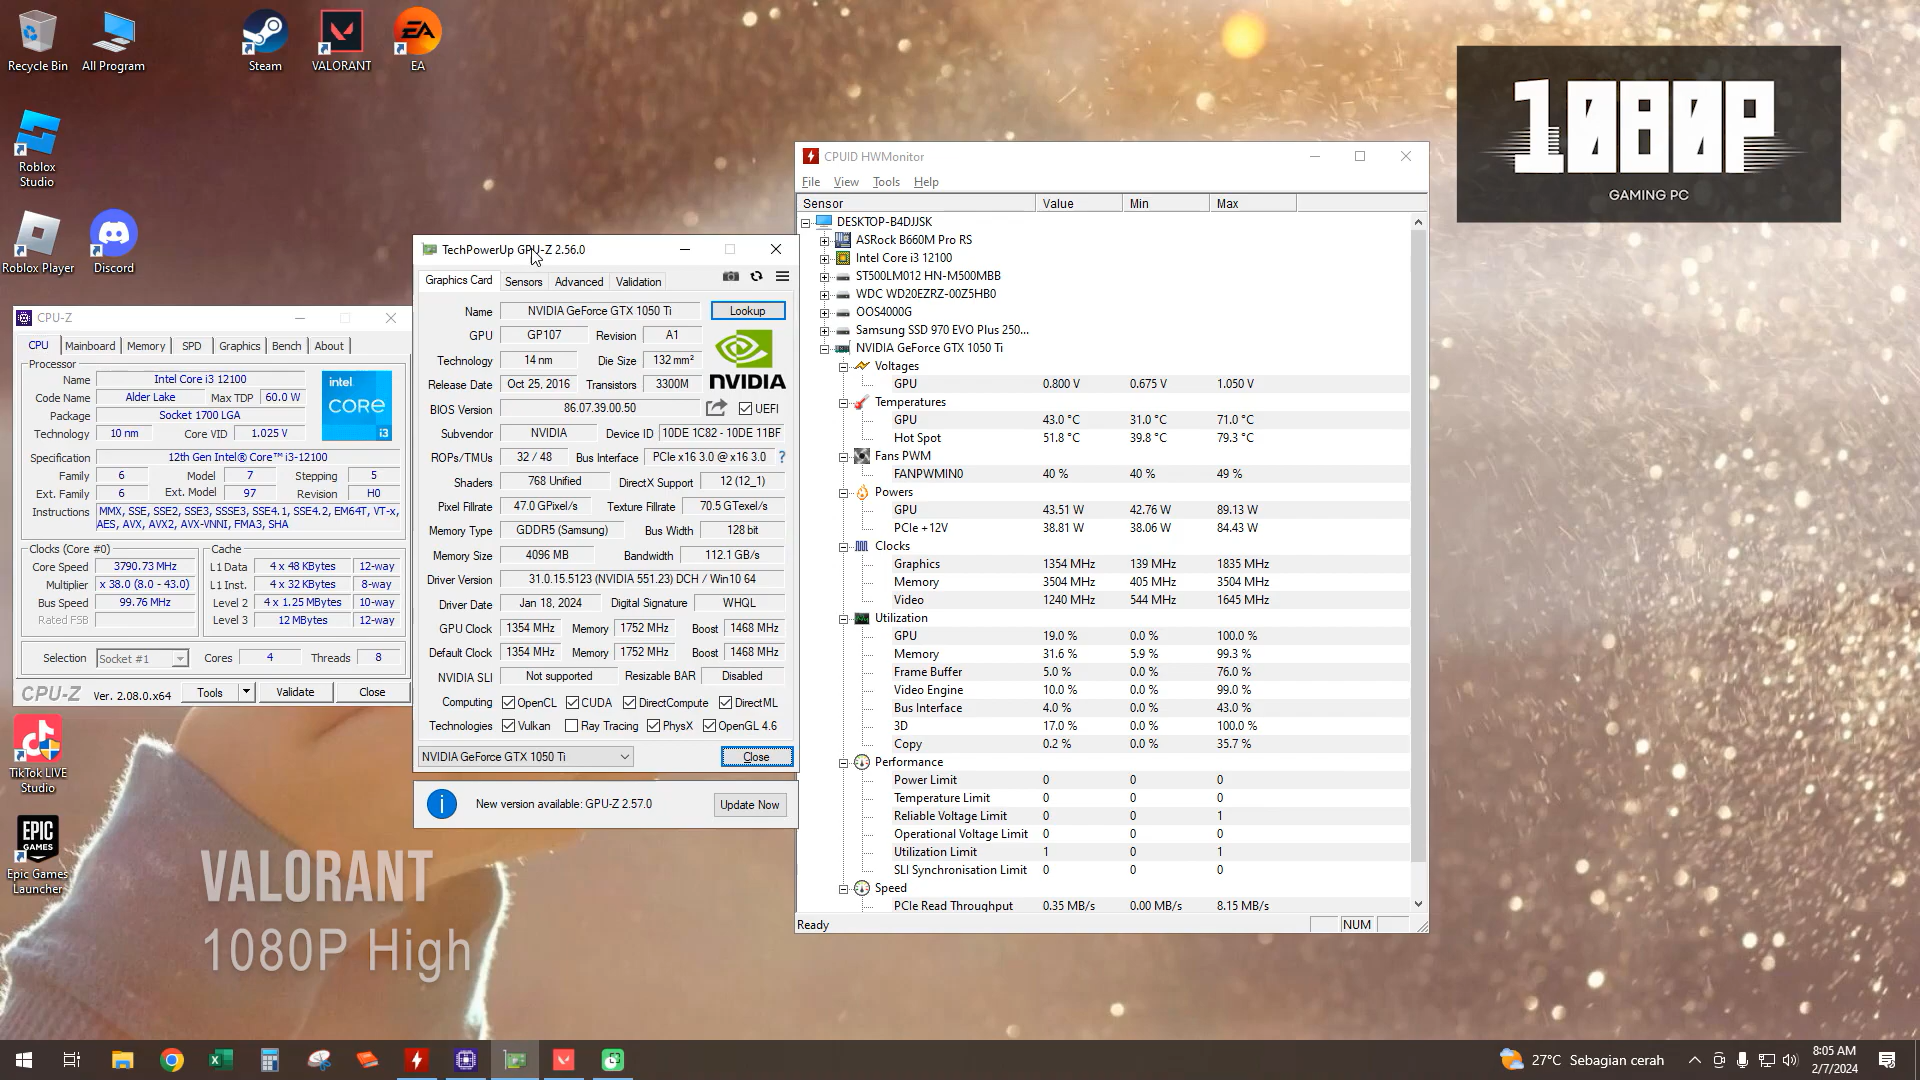 Recycle Bin
All Program
Steam
VALORANT
EA
EA
Roblox
Studio
Roblox Player
Discord
TikTok LIVE
Studio
EPIC
GAMES
Epic Games
Launcher
1080P
GAMING PC
CPU-Z
CPU
Mainboard
Memory
SPD
Graphics
Bench
About
Processor
Name Intel Core i3 12100
Code Name Alder Lake Max TDP 60.0 W
Package Socket 1700 LGA
Technology 10 nm Core VID 1.025 V
intel
CORE
i3
Specification 12th Gen Intel® Core™ i3-12100
Family 6 Model 7 Stepping 5
Ext. Family 6 Ext. Model 97 Revision H0
Instructions MMX, SSE, SSE2, SSE3, SSSE3, SSE4.1, SSE4.2, EM64T, VT-x,
AES, AVX, AVX2, AVX-VNNI, FMA3, SHA
Clocks (Core #0)
Core Speed 3790.73 MHz
Multiplier x 38.0 (8.0 - 43.0)
Bus Speed 99.76 MHz
Rated FSB
Cache
L1 Data 4 x 48 KBytes 12-way
L1 Inst. 4 x 32 KBytes 8-way
Level 2 4 x 1.25 MBytes 10-way
Level 3 12 MBytes 12-way
Selection Socket #1 Cores 4 Threads 8
CPU-Z Ver. 2.08.0.x64 Tools Validate Close
TechPowerUp GPU-Z 2.56.0
Graphics Card Sensors Advanced Validation
Name NVIDIA GeForce GTX 1050 Ti Lookup
GPU GP107 Revision A1
Technology 14 nm Die Size 132 mm²
Release Date Oct 25, 2016 Transistors 3300M
NVIDIA
BIOS Version 86.07.39.00.50 UEFI
Subvendor NVIDIA Device ID 10DE 1C82 - 10DE 11BF
ROPs/TMUs 32 / 48 Bus Interface PCIe x16 3.0 @ x16 3.0 ?
Shaders 768 Unified DirectX Support 12 (12_1)
Pixel Fillrate 47.0 GPixel/s Texture Fillrate 70.5 GTexel/s
Memory Type GDDR5 (Samsung) Bus Width 128 bit
Memory Size 4096 MB Bandwidth 112.1 GB/s
Driver Version 31.0.15.5123 (NVIDIA 551.23) DCH / Win10 64
Driver Date Jan 18, 2024 Digital Signature WHQL
GPU Clock 1354 MHz Memory 1752 MHz Boost 1468 MHz
Default Clock 1354 MHz Memory 1752 MHz Boost 1468 MHz
NVIDIA SLI Not supported Resizable BAR Disabled
Computing OpenCL CUDA DirectCompute DirectML
Technologies Vulkan Ray Tracing PhysX OpenGL 4.6
NVIDIA GeForce GTX 1050 Ti Close
New version available: GPU-Z 2.57.0 Update Now
CPUID HWMonitor
File View Tools Help
Sensor Value Min Max
DESKTOP-B4DJJSK
ASRock B660M Pro RS
Intel Core i3 12100
ST500LM012 HN-M500MBB
WDC WD20EZRZ-00Z5HB0
OOS4000G
Samsung SSD 970 EVO Plus 250...
NVIDIA GeForce GTX 1050 Ti
Voltages
GPU 0.800 V 0.675 V 1.050 V
Temperatures
GPU 43.0 °C 31.0 °C 71.0 °C
Hot Spot 51.8 °C 39.8 °C 79.3 °C
Fans PWM
FANPWMIN0 40 % 40 % 49 %
Powers
GPU 43.51 W 42.76 W 89.13 W
PCIe +12V 38.81 W 38.06 W 84.43 W
Clocks
Graphics 1354 MHz 139 MHz 1835 MHz
Memory 3504 MHz 405 MHz 3504 MHz
Video 1240 MHz 544 MHz 1645 MHz
Utilization
GPU 19.0 % 0.0 % 100.0 %
Memory 31.6 % 5.9 % 99.3 %
Frame Buffer 5.0 % 0.0 % 76.0 %
Video Engine 10.0 % 0.0 % 99.0 %
Bus Interface 4.0 % 0.0 % 43.0 %
3D 17.0 % 0.0 % 100.0 %
Copy 0.2 % 0.0 % 35.7 %
Performance
Power Limit 0 0 0
Temperature Limit 0 0 0
Reliable Voltage Limit 0 0 1
Operational Voltage Limit 0 0 0
Utilization Limit 1 0 1
SLI Synchronisation Limit 0 0 0
Speed
PCIe Read Throughput 0.35 MB/s 0.00 MB/s 8.15 MB/s
Ready NUM
VALORANT
1080P High
27°C Sebagian cerah
8:05 AM
2/7/2024